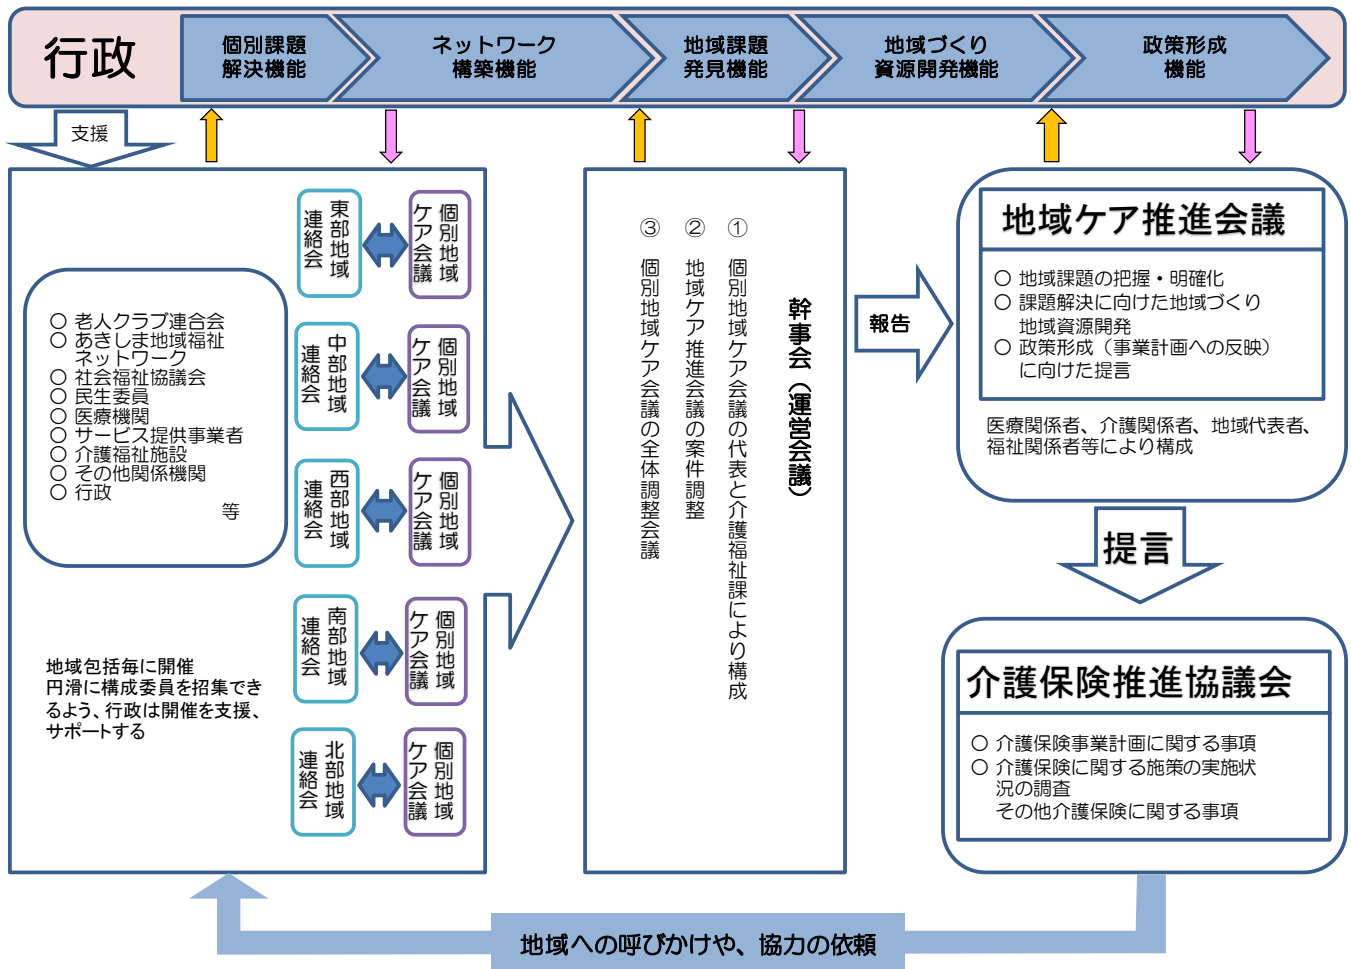 行政
個別課題
解決機能
ネットワーク
構築機能
地域課題
発見機能
地域づくり
資源開発機能
政策形成
機能
支援
○ 老人クラブ連合会
○ あきしま地域福祉
ネットワーク
○ 社会福祉協議会
○ 民生委員
○ 医療機関
○ サービス提供事業者
○ 介護福祉施設
○ その他関係機関
○ 行政
等
地域包括毎に開催
円滑に構成委員を招集でき
るよう、行政は開催を支援、
サポートする
東部地域
連絡会
個別地域
ケア会議
中部地域
連絡会
個別地域
ケア会議
西部地域
連絡会
個別地域
ケア会議
南部地域
連絡会
個別地域
ケア会議
北部地域
連絡会
個別地域
ケア会議
幹事会（運営会議）
① 個別地域ケア会議の代表と介護福祉課により構成
② 地域ケア推進会議の案件調整
③ 個別地域ケア会議の全体調整会議
報告
地域ケア推進会議
○ 地域課題の把握・明確化
○ 課題解決に向けた地域づくり
地域資源開発
○ 政策形成（事業計画への反映）
に向けた提言
医療関係者、介護関係者、地域代表者、
福祉関係者等により構成
提言
介護保険推進協議会
○ 介護保険事業計画に関する事項
○ 介護保険に関する施策の実施状
況の調査
その他介護保険に関する事項
地域への呼びかけや、協力の依頼